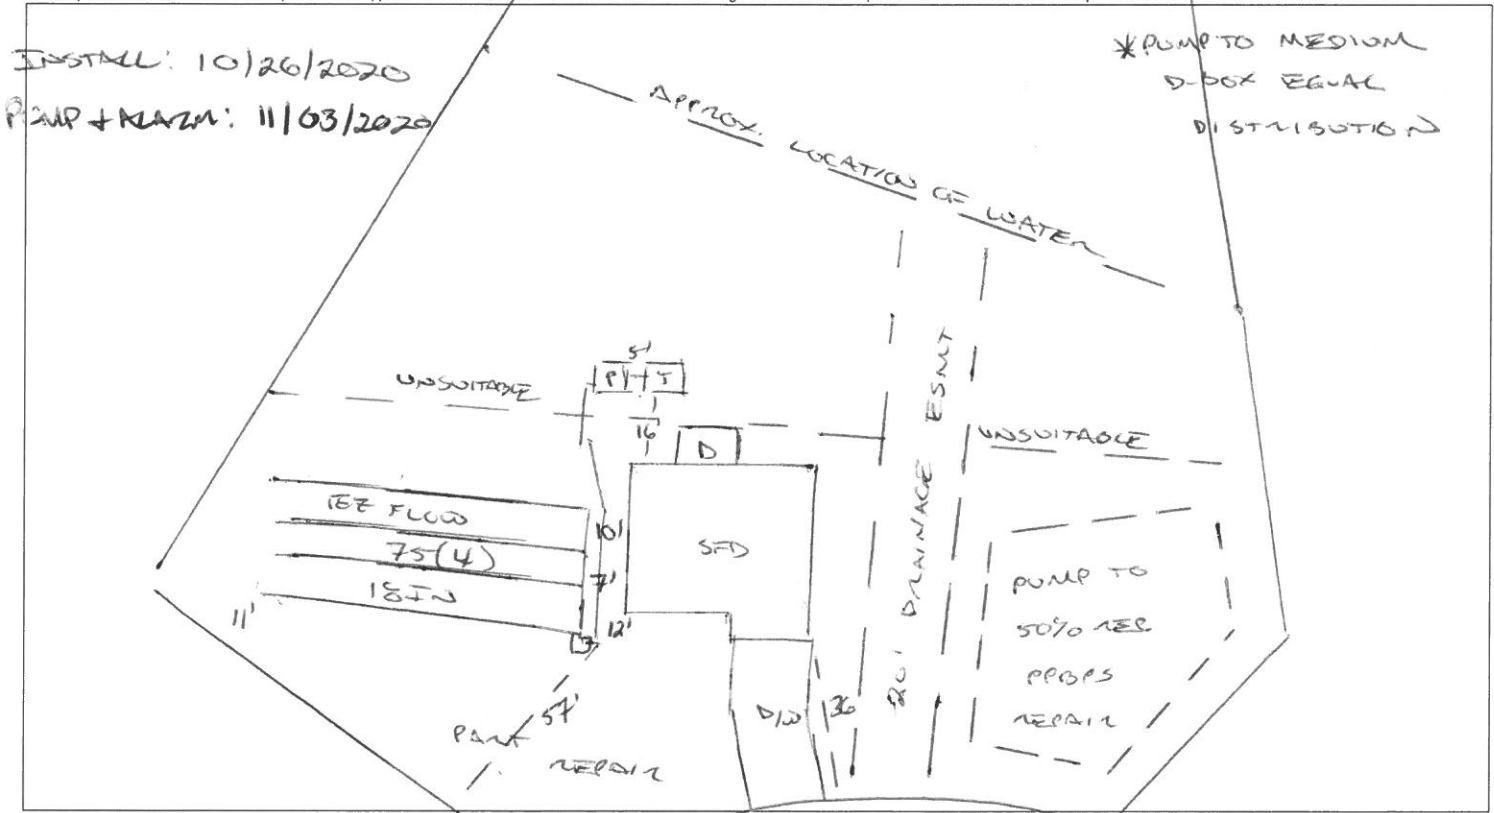 INSTALL: 10/26/2020
PUMP + ALARM: 11/03/2020
*PUMP TO MEDIUM
D-BOX EQUAL
DISTRIBUTION
APPROX. LOCATION OF WATER
UNSUITABLE
5'
P T
16'
D
20' DRAINAGE ESMT
UNSUITABLE
EZ FLOW
75(4)
18IN
10'
7'
12'
11'
SFD
57'
PART
REPAIR
D/W
36
PUMP TO
50% RED.
PPBPS
REPAIR